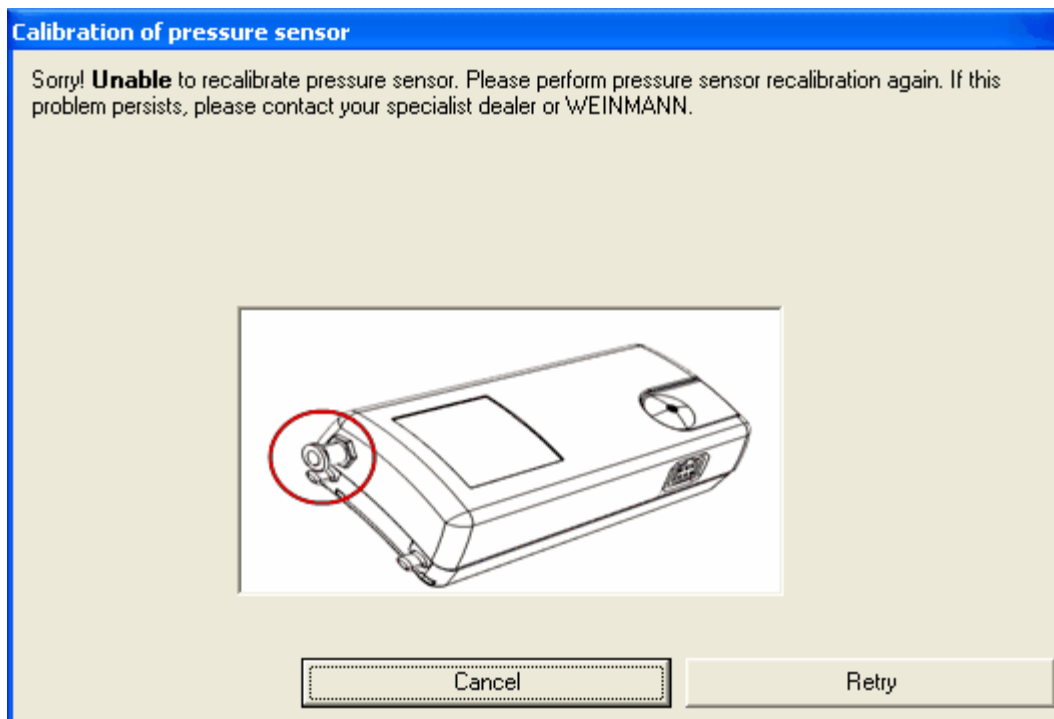 Calibration of pressure sensor
Sorry! Unable to recalibrate pressure sensor. Please perform pressure sensor recalibration again. If this
problem persists, please contact your specialist dealer or WEINMANN.
Cancel
Retry